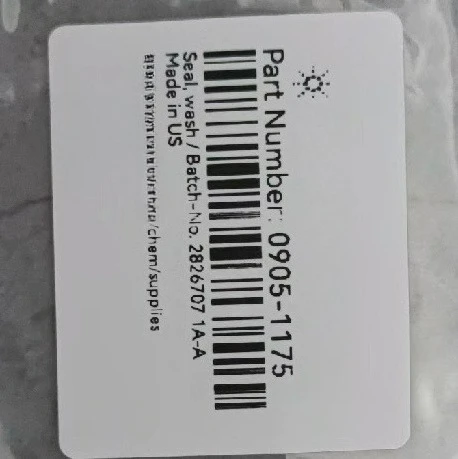 Part Number: 0905-1175
Seal, wash / Batch-No. 2826707 1A-A
Made in US
/chem/supplies